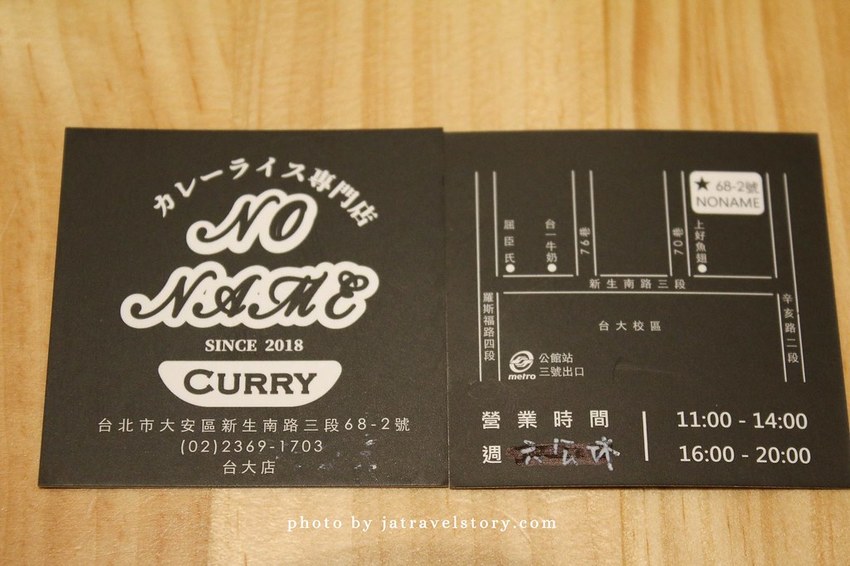 カレーライス專門店
NO
NAME
SINCE 2018
CURRY
台北市大安區新生南路三段68-2號
(02)2369-1703
台大店
★ 68-2號
NONAME
屈臣氏
台一牛奶
76巷
70巷
上好魚翅
新生南路三段
羅斯福路四段
台大校區
辛亥路二段
metro
公館站
三號出口
營業時間
11:00 - 14:00
週
公休
16:00 - 20:00
photo by jatravelstory.com